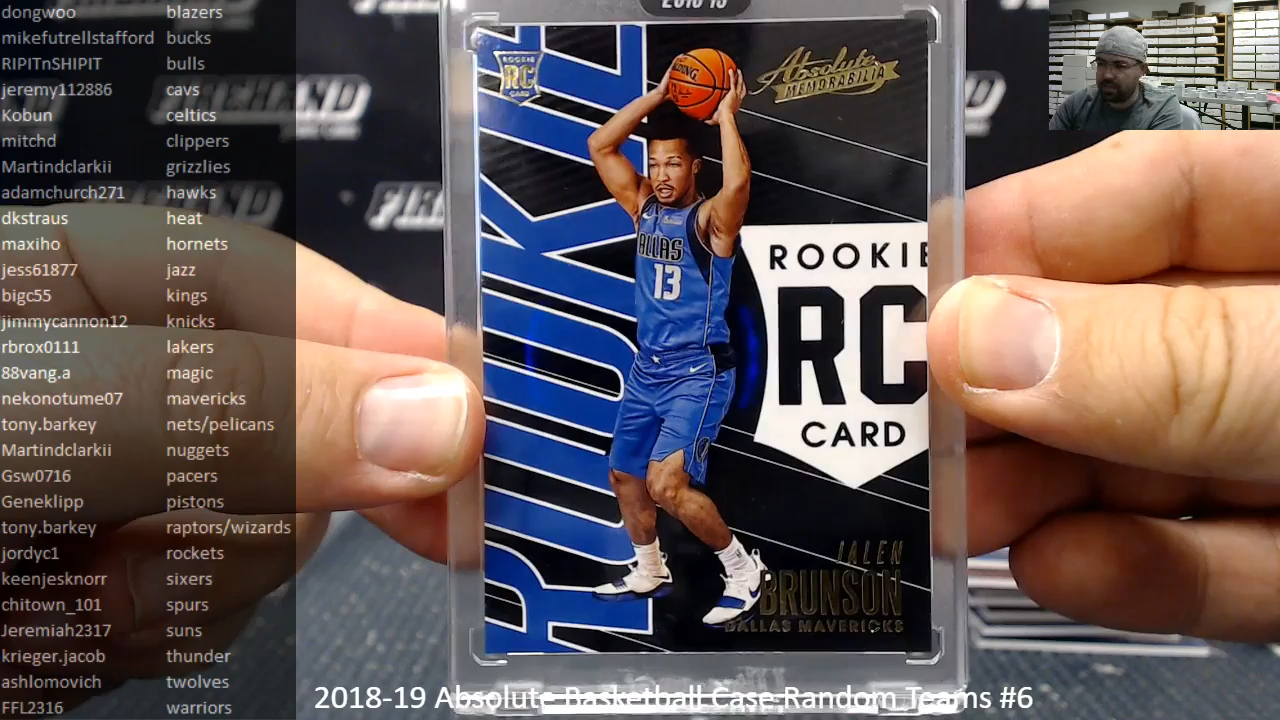 dongwoo blazers
mikefutrellstafford bucks
RIPITnSHIPIT bulls
jeremy112886 cavs
Kobun celtics
mitchd clippers
Martindclarkii grizzlies
adamchurch271 hawks
dkstraus heat
maxiho hornets
jess61877 jazz
bigc55 kings
jimmycannon12 knicks
rbrox0111 lakers
88vang.a magic
nekonotume07 mavericks
tony.barkey nets/pelicans
Martindclarkii nuggets
Gsw0716 pacers
Geneklipp pistons
tony.barkey raptors/wizards
jordyc1 rockets
keenjesknorr sixers
chitown_101 spurs
Jeremiah2317 suns
krieger.jacob thunder
ashlomovich twolves
FFL2316 warriors
ROOKIE
RC
CARD
Absolute
MEMORABILIA
SPALDING
ROOKIE
DALLAS
13
ROOKIE
RC
CARD
JALEN
BRUNSON
DALLAS MAVERICKS
2018-19 Absolute Basketball Case Random Teams #6